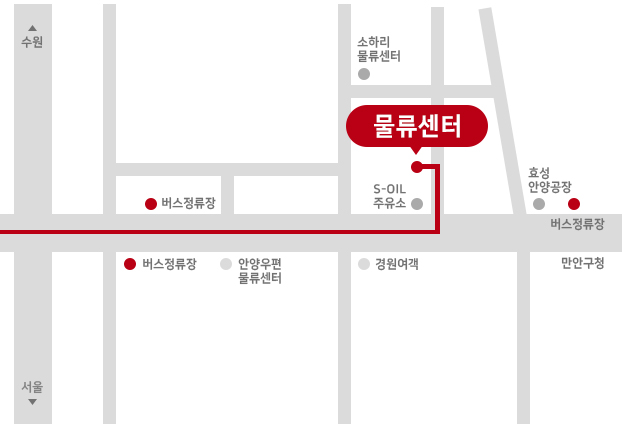 ▲
수원
소하리
물류센터
물류센터
효성
안양공장
S-OIL
주유소
버스정류장
버스정류장
버스정류장
안양우편
물류센터
경원여객
만안구청
서울
▼